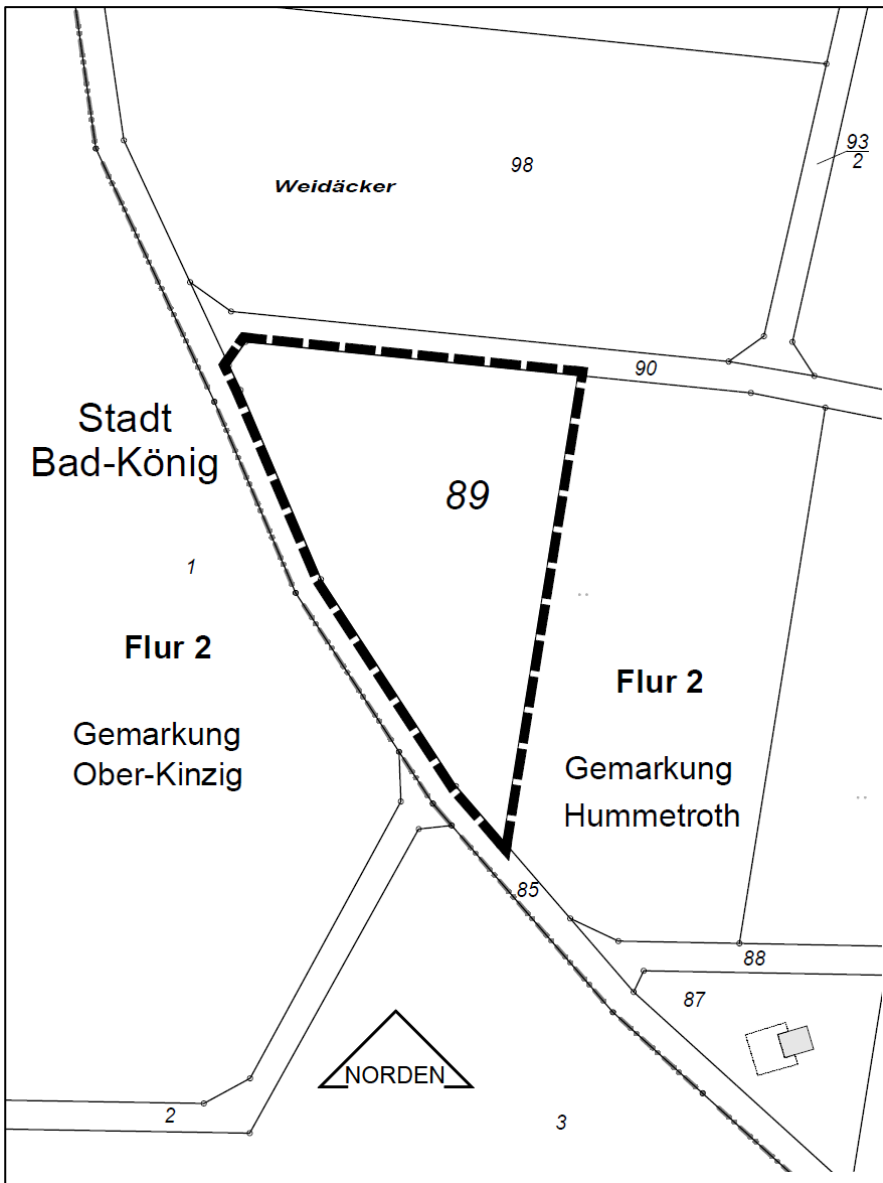 98
93
2
Weidäcker
90
Stadt
Bad-König
89
1
Flur 2
Gemarkung
Ober-Kinzig
Flur 2
Gemarkung
Hummetroth
85
88
87
NORDEN
2
3